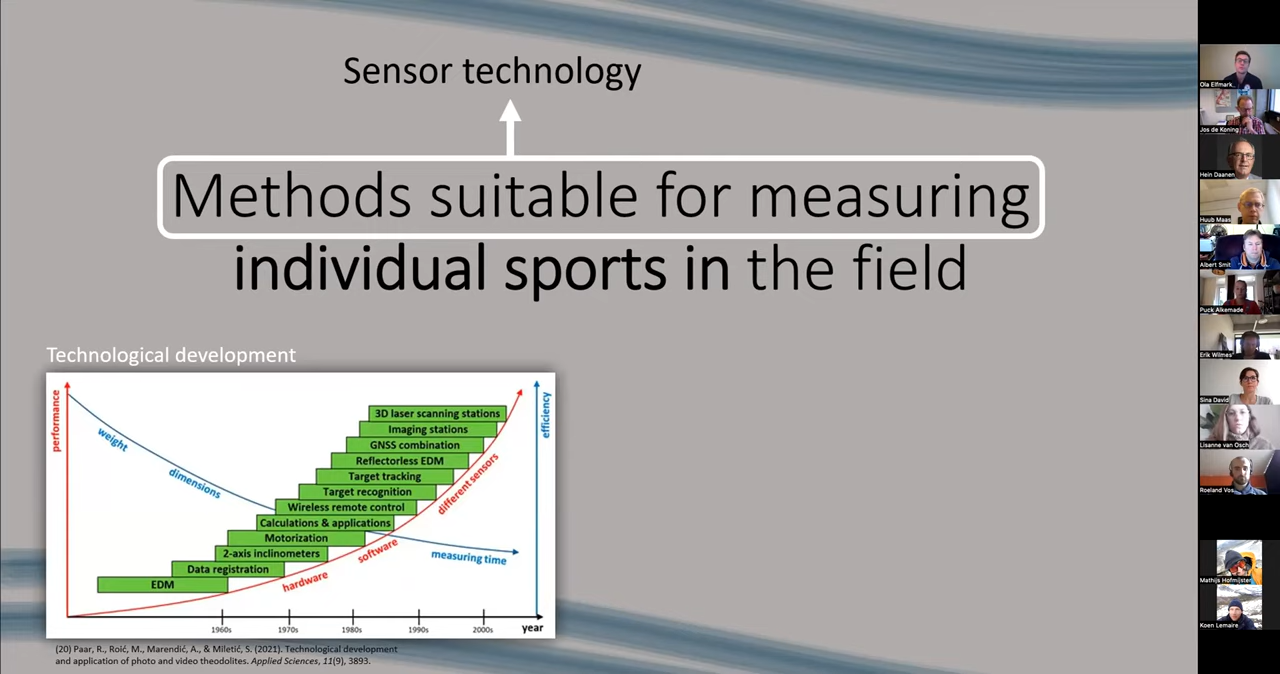 Sensor technology
Methods suitable for measuring
individual sports in the field
Technological development
performance
efficiency
weight
dimensions
3D laser scanning stations
Imaging stations
GNSS combination
Reflectorless EDM
Target tracking
Target recognition
Wireless remote control
Calculations & applications
Motorization
2-axis inclinometers
Data registration
EDM
different sensors
software
hardware
measuring time
1960s 1970s 1980s 1990s 2000s year
(20) Paar, R., Roić, M., Marendić, A., & Miletić, S. (2021). Technological development
and application of photo and video theodolites. Applied Sciences, 11(9), 3893.
Ola Elfmark
Jos de Koning
Hein Daanen
Huub Maas
Albert Smit
Puck Alkemade
Erik Wilmes
Sina David
Lisanne van Osch
Roeland Vos
Mathijs Hofmijster
Koen Lemaire